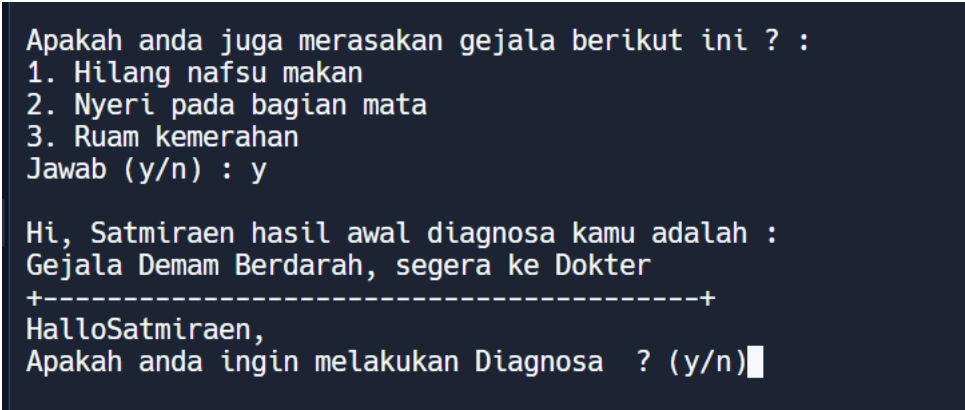 Apakah anda juga merasakan gejala berikut ini ? :
1. Hilang nafsu makan
2. Nyeri pada bagian mata
3. Ruam kemerahan
Jawab (y/n) : y
Hi, Satmiraen hasil awal diagnosa kamu adalah :
Gejala Demam Berdarah, segera ke Dokter
+-----------------------------------------+
HalloSatmiraen,
Apakah anda ingin melakukan Diagnosa  ? (y/n)